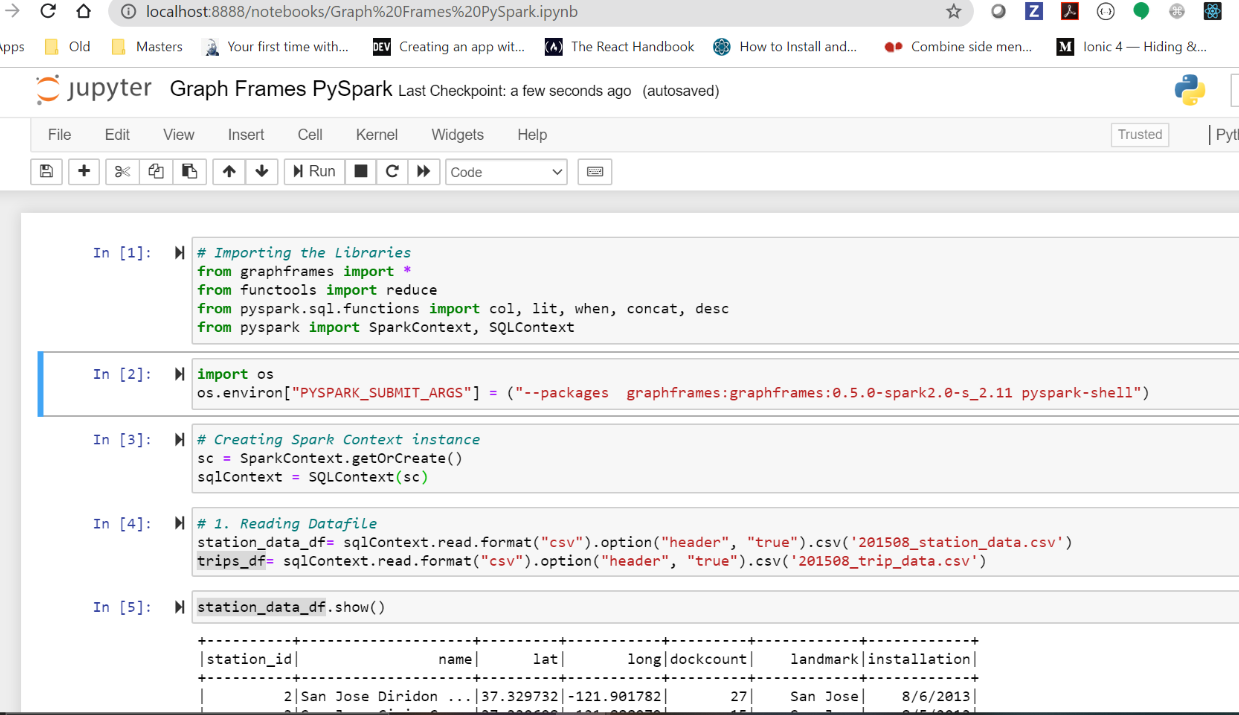 localhost:8888/notebooks/Graph%20Frames%20PySpark.ipynb
Apps Old Masters Your first time with... DEV Creating an app wit... The React Handbook How to Install and... Combine side men... M Ionic 4 — Hiding &...
jupyter Graph Frames PySpark Last Checkpoint: a few seconds ago (autosaved)
File Edit View Insert Cell Kernel Widgets Help Trusted
Run Code
In [1]: # Importing the Libraries
from graphframes import *
from functools import reduce
from pyspark.sql.functions import col, lit, when, concat, desc
from pyspark import SparkContext, SQLContext
In [2]: import os
os.environ["PYSPARK_SUBMIT_ARGS"] = ("--packages  graphframes:graphframes:0.5.0-spark2.0-s_2.11 pyspark-shell")
In [3]: # Creating Spark Context instance
sc = SparkContext.getOrCreate()
sqlContext = SQLContext(sc)
In [4]: # 1. Reading Datafile
station_data_df= sqlContext.read.format("csv").option("header", "true").csv('201508_station_data.csv')
trips_df= sqlContext.read.format("csv").option("header", "true").csv('201508_trip_data.csv')
In [5]: station_data_df.show()
+----------+--------------------+---------+-----------+---------+------------+------------+
|station_id|                name|      lat|       long|dockcount|    landmark|installation|
+----------+--------------------+---------+-----------+---------+------------+------------+
|         2|San Jose Diridon ...|37.329732|-121.901782|       27|    San Jose|    8/6/2013|